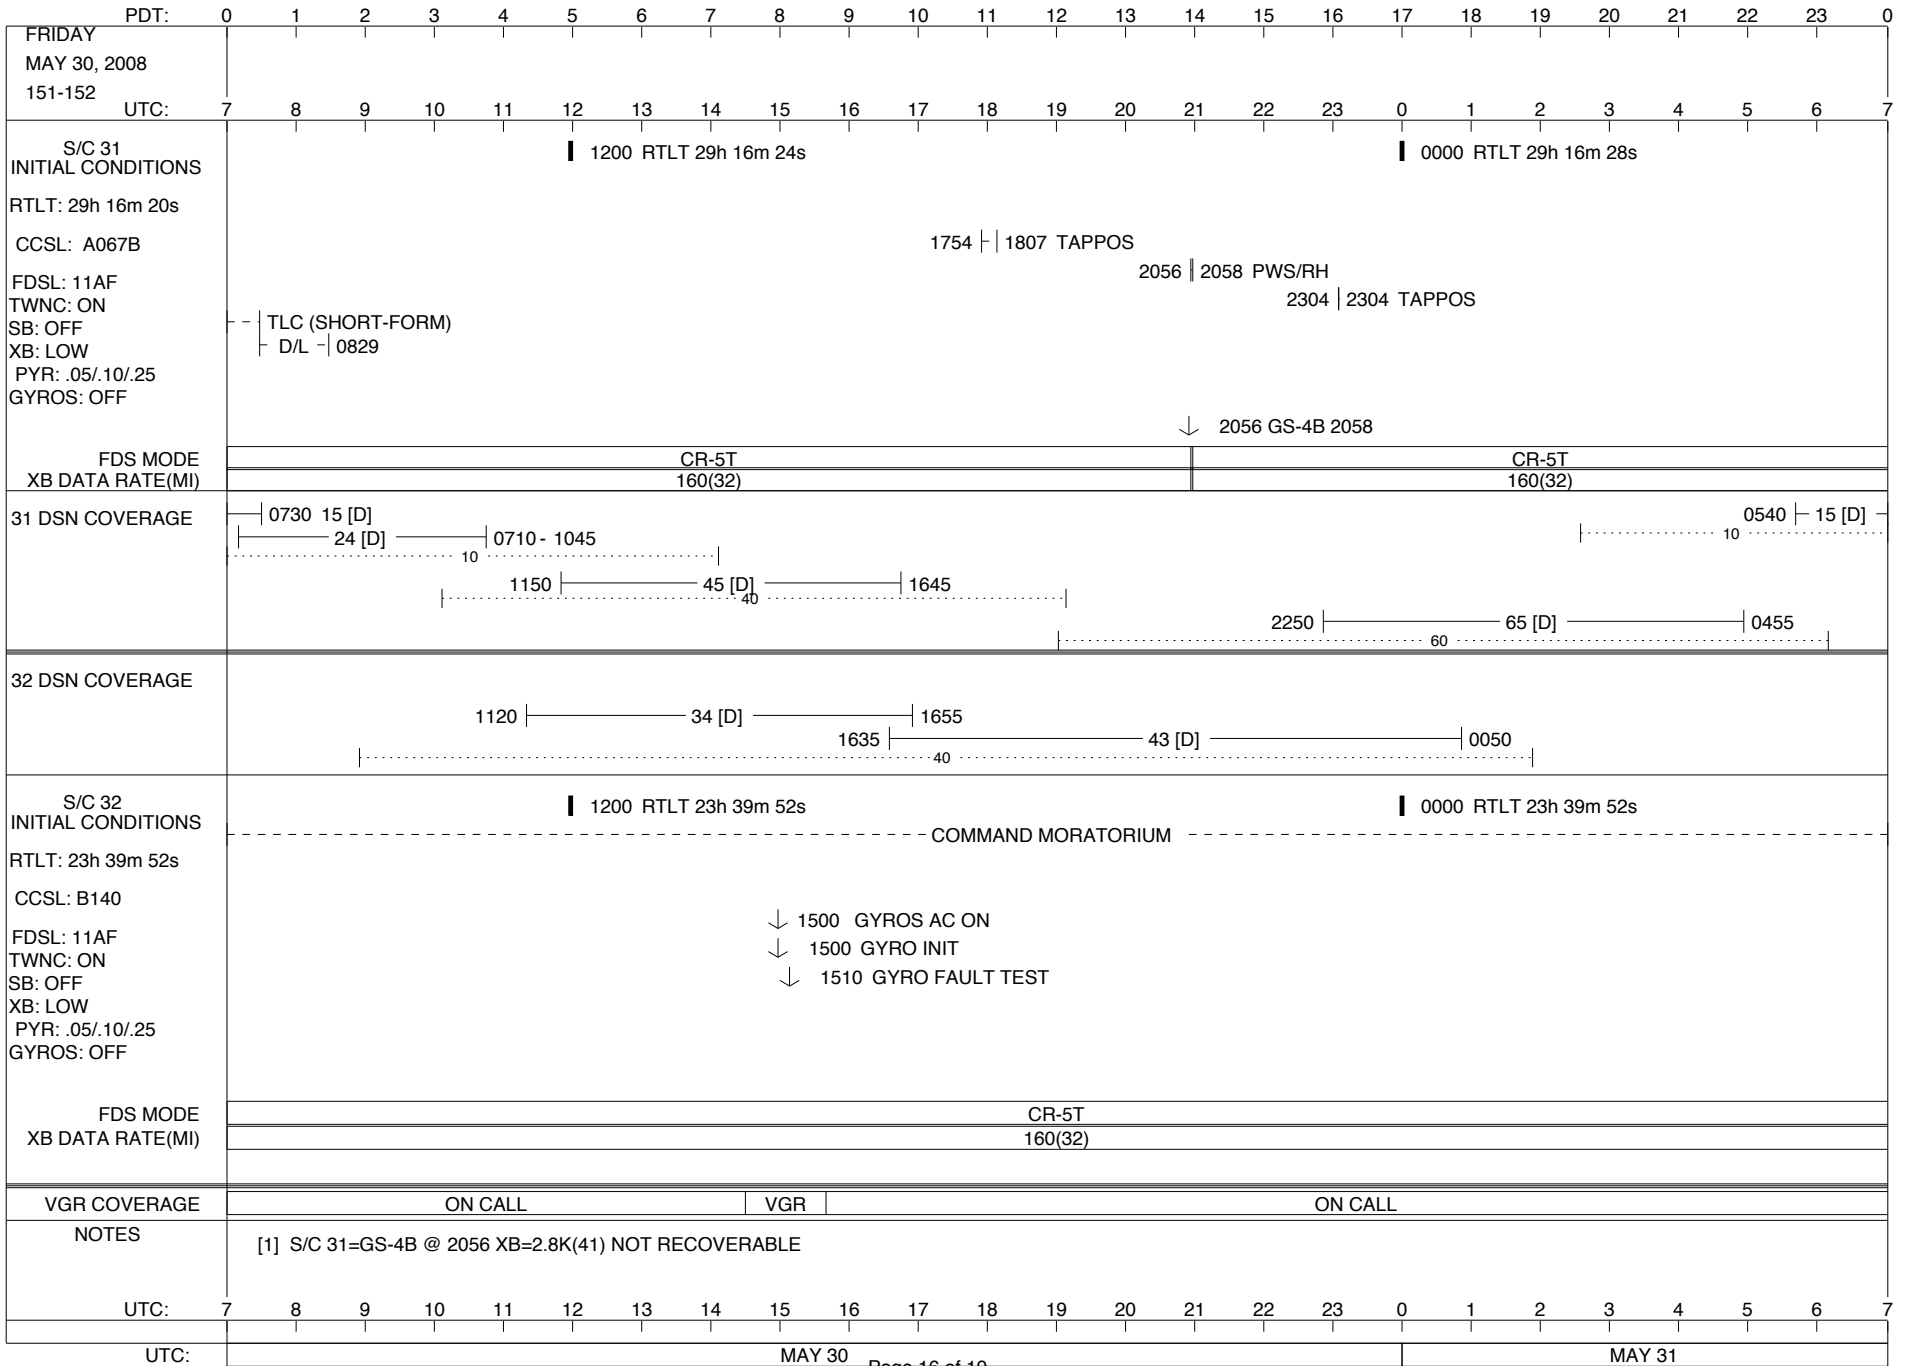 PDT: 0 1 2 3 4 5 6 7 8 9 10 11 12 13 14 15 16 17 18 19 20 21 22 23 0
FRIDAY
MAY 30, 2008
151-152
UTC: 7 8 9 10 11 12 13 14 15 16 17 18 19 20 21 22 23 0 1 2 3 4 5 6 7
S/C 31
INITIAL CONDITIONS
1200 RTLT 29h 16m 24s
0000 RTLT 29h 16m 28s
RTLT: 29h 16m 20s
CCSL: A067B
1754 1807 TAPPOS
FDSL: 11AF
2056 2058 PWS/RH
TWNC: ON
2304 2304 TAPPOS
SB: OFF
TLC (SHORT-FORM)
XB: LOW
D/L 0829
PYR: .05/.10/.25
GYROS: OFF
2056 GS-4B 2058
FDS MODE CR-5T CR-5T
XB DATA RATE(MI) 160(32) 160(32)
31 DSN COVERAGE
0730 15 [D]
0540 15 [D]
24 [D] 0710 - 1045
10
10
1150 45 [D] 1645
40
2250 65 [D] 0455
60
32 DSN COVERAGE
1120 34 [D] 1655
1635 43 [D] 0050
40
S/C 32
INITIAL CONDITIONS
1200 RTLT 23h 39m 52s
0000 RTLT 23h 39m 52s
COMMAND MORATORIUM
RTLT: 23h 39m 52s
CCSL: B140
1500 GYROS AC ON
FDSL: 11AF
1500 GYRO INIT
TWNC: ON
1510 GYRO FAULT TEST
SB: OFF
XB: LOW
PYR: .05/.10/.25
GYROS: OFF
FDS MODE CR-5T
XB DATA RATE(MI) 160(32)
VGR COVERAGE ON CALL VGR ON CALL
NOTES
[1] S/C 31=GS-4B @ 2056 XB=2.8K(41) NOT RECOVERABLE
UTC: 7 8 9 10 11 12 13 14 15 16 17 18 19 20 21 22 23 0 1 2 3 4 5 6 7
UTC: MAY 30 MAY 31
Page 16 of 19